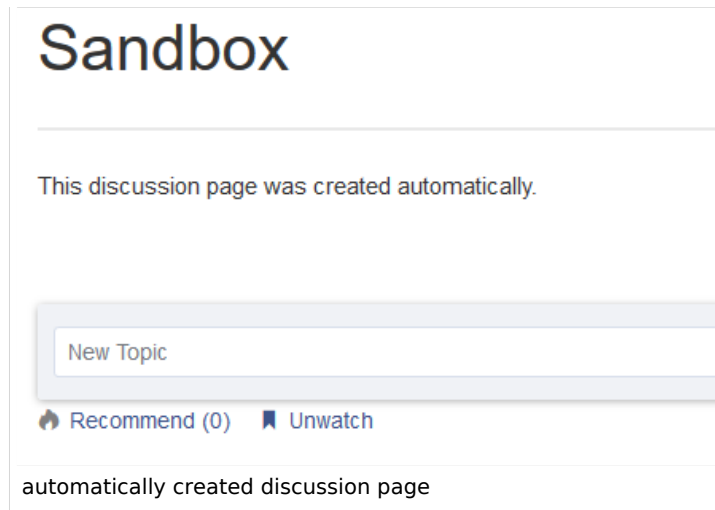 Sandbox
This discussion page was created automatically.
New Topic
Recommend (0) Unwatch
automatically created discussion page